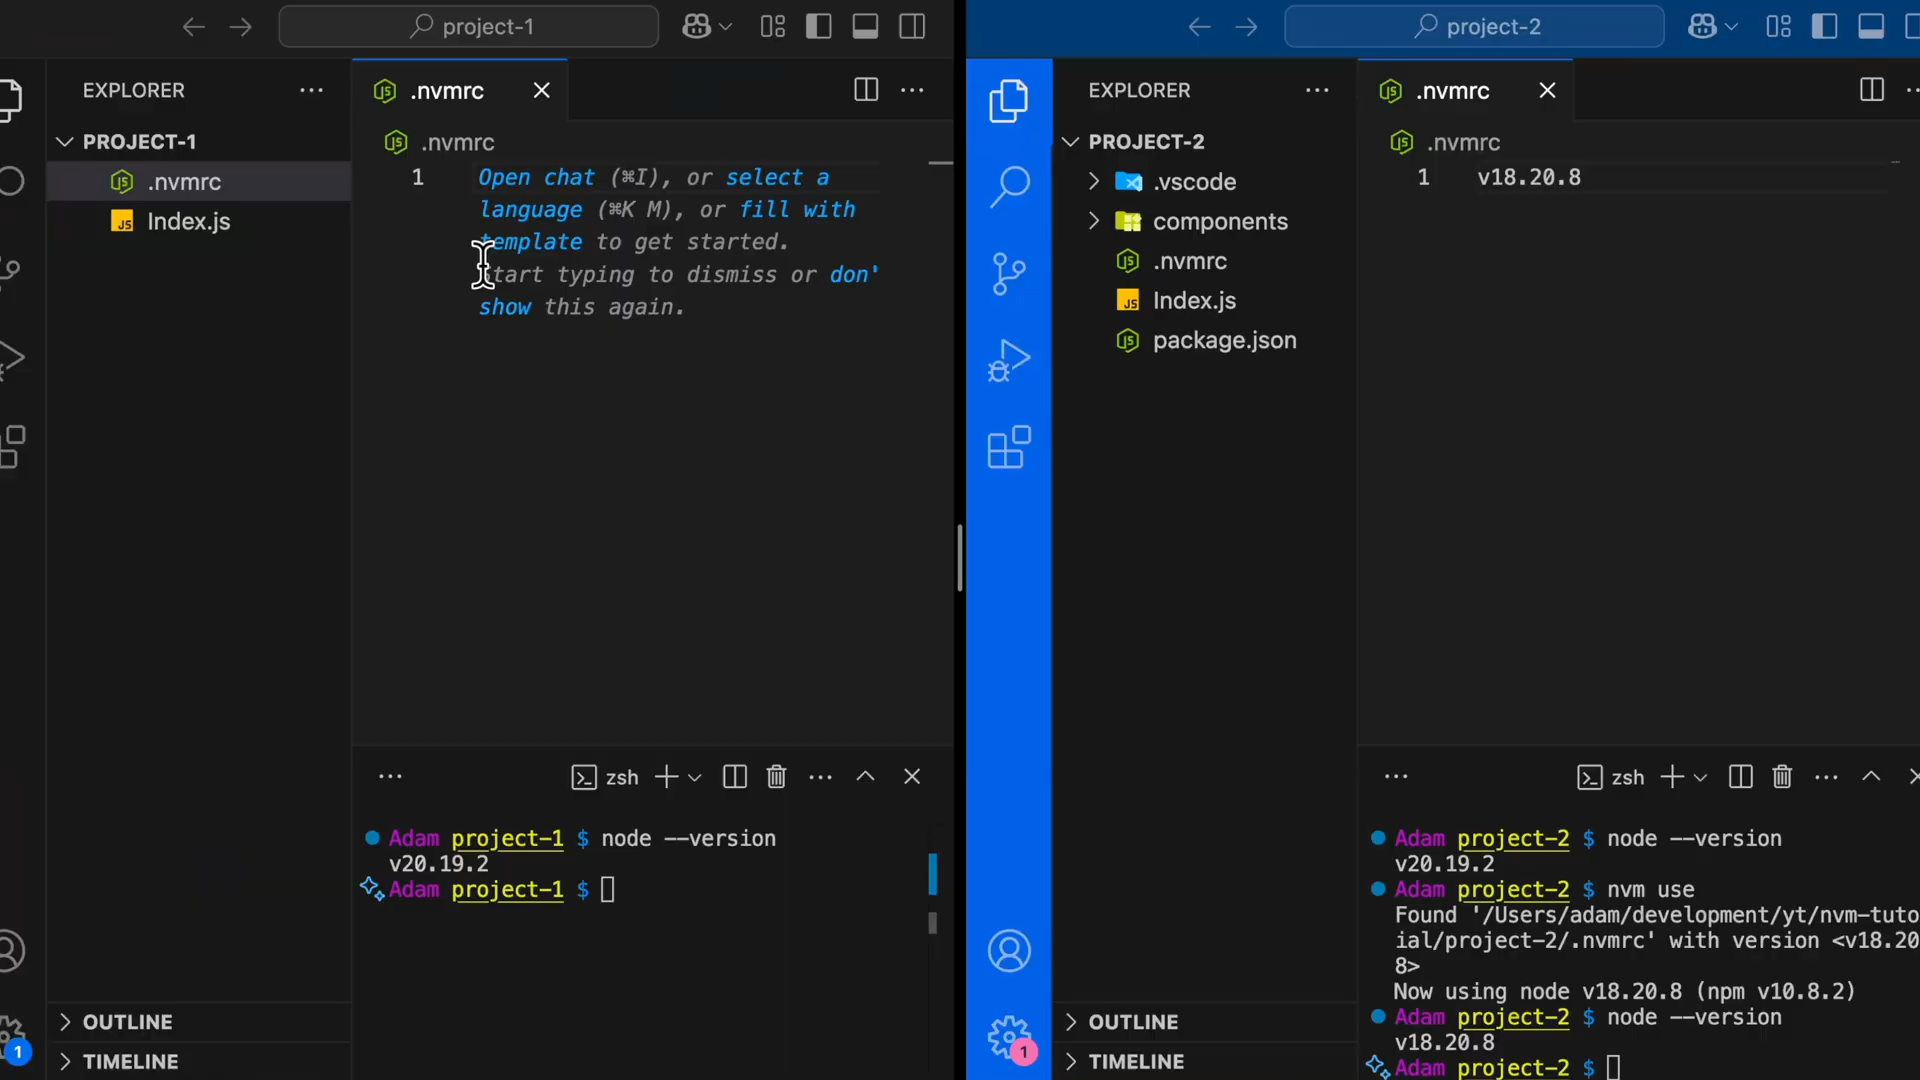 project-1
EXPLORER
PROJECT-1
.nvmrc
Index.js
OUTLINE
TIMELINE
1
.nvmrc
.nvmrc
1
Open chat (⌘I), or select a
language (⌘K M), or fill with
template to get started.
Start typing to dismiss or don'
show this again.
zsh
Adam project-1 $ node --version
v20.19.2
Adam project-1 $
project-2
EXPLORER
PROJECT-2
.vscode
components
.nvmrc
JS Index.js
package.json
OUTLINE
TIMELINE
1
.nvmrc
.nvmrc
1 v18.20.8
zsh
Adam project-2 $ node --version
v20.19.2
Adam project-2 $ nvm use
Found '/Users/adam/development/yt/nvm-tuto
ial/project-2/.nvmrc' with version <v18.20
8>
Now using node v18.20.8 (npm v10.8.2)
Adam project-2 $ node --version
v18.20.8
Adam project-2 $